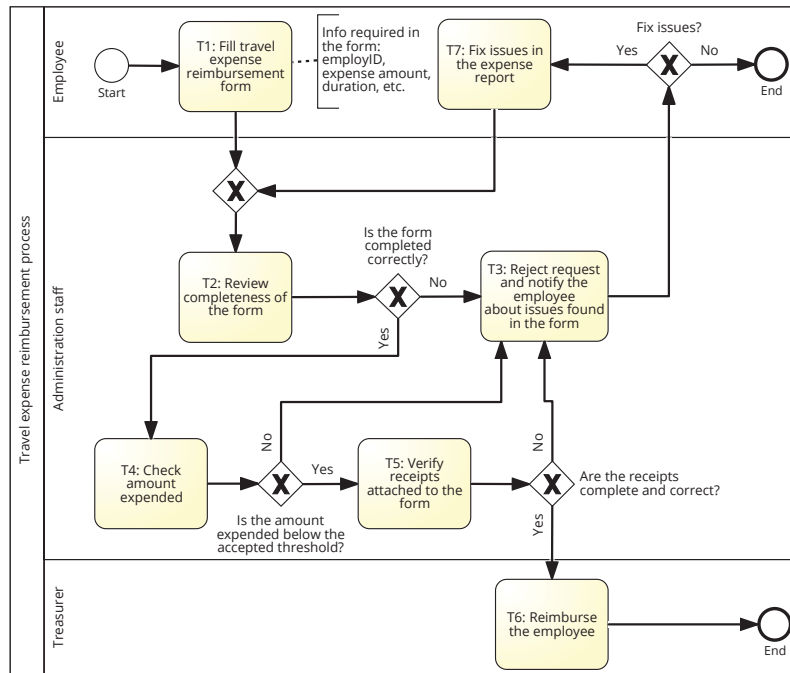 Travel expense reimbursement process
Employee
Start
T1: Fill travel
expense
reimbursement
form
Info required in
the form:
employID,
expense amount,
duration, etc.
T7: Fix issues in
the expense
report
Fix issues?
Yes
No
End
Administration staff
T2: Review
completeness of
the form
Is the form
completed
correctly?
No
Yes
T3: Reject request
and notify the
employee
about issues found
in the form
T4: Check
amount
expended
No
Yes
Is the amount
expended below the
accepted threshold?
T5: Verify
receipts
attached to the
form
No
Are the receipts
complete and correct?
Yes
Treasurer
T6: Reimburse
the employee
End